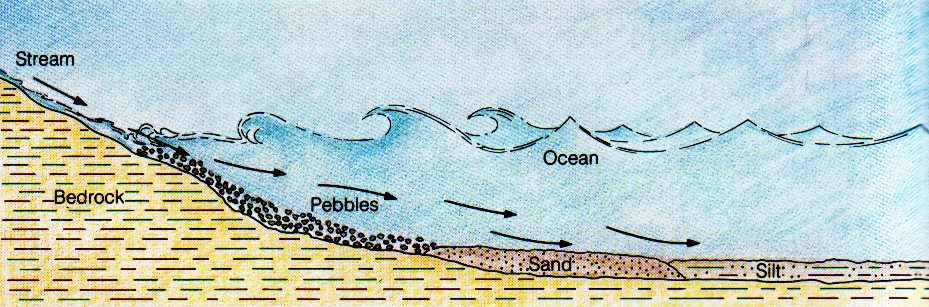 Stream
Ocean
Bedrock
Pebbles
Sand
Silt